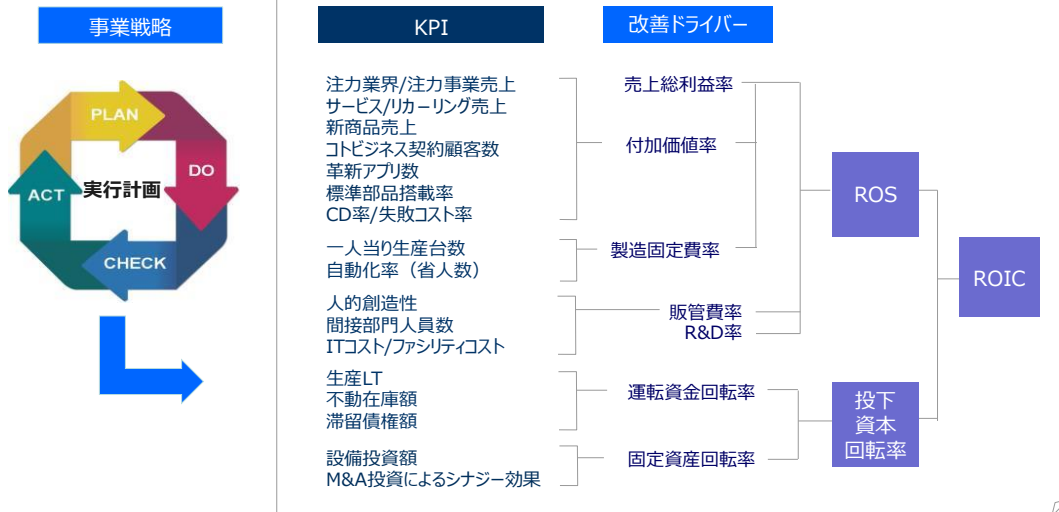 事業戦略
PLAN
DO
CHECK
ACT
実行計画
KPI
改善ドライバー
注力業界/注力事業売上
サービス/リカーリング売上
新商品売上
コトビジネス契約顧客数
革新アプリ数
標準部品搭載率
CD率/失敗コスト率
一人当り生産台数
自動化率（省人数）
人的創造性
間接部門人員数
ITコスト/ファシリティコスト
生産LT
不動在庫額
滞留債権額
設備投資額
M&A投資によるシナジー効果
売上総利益率
付加価値率
製造固定費率
販管費率
R&D率
運転資金回転率
固定資産回転率
ROS
投下
資本
回転率
ROIC